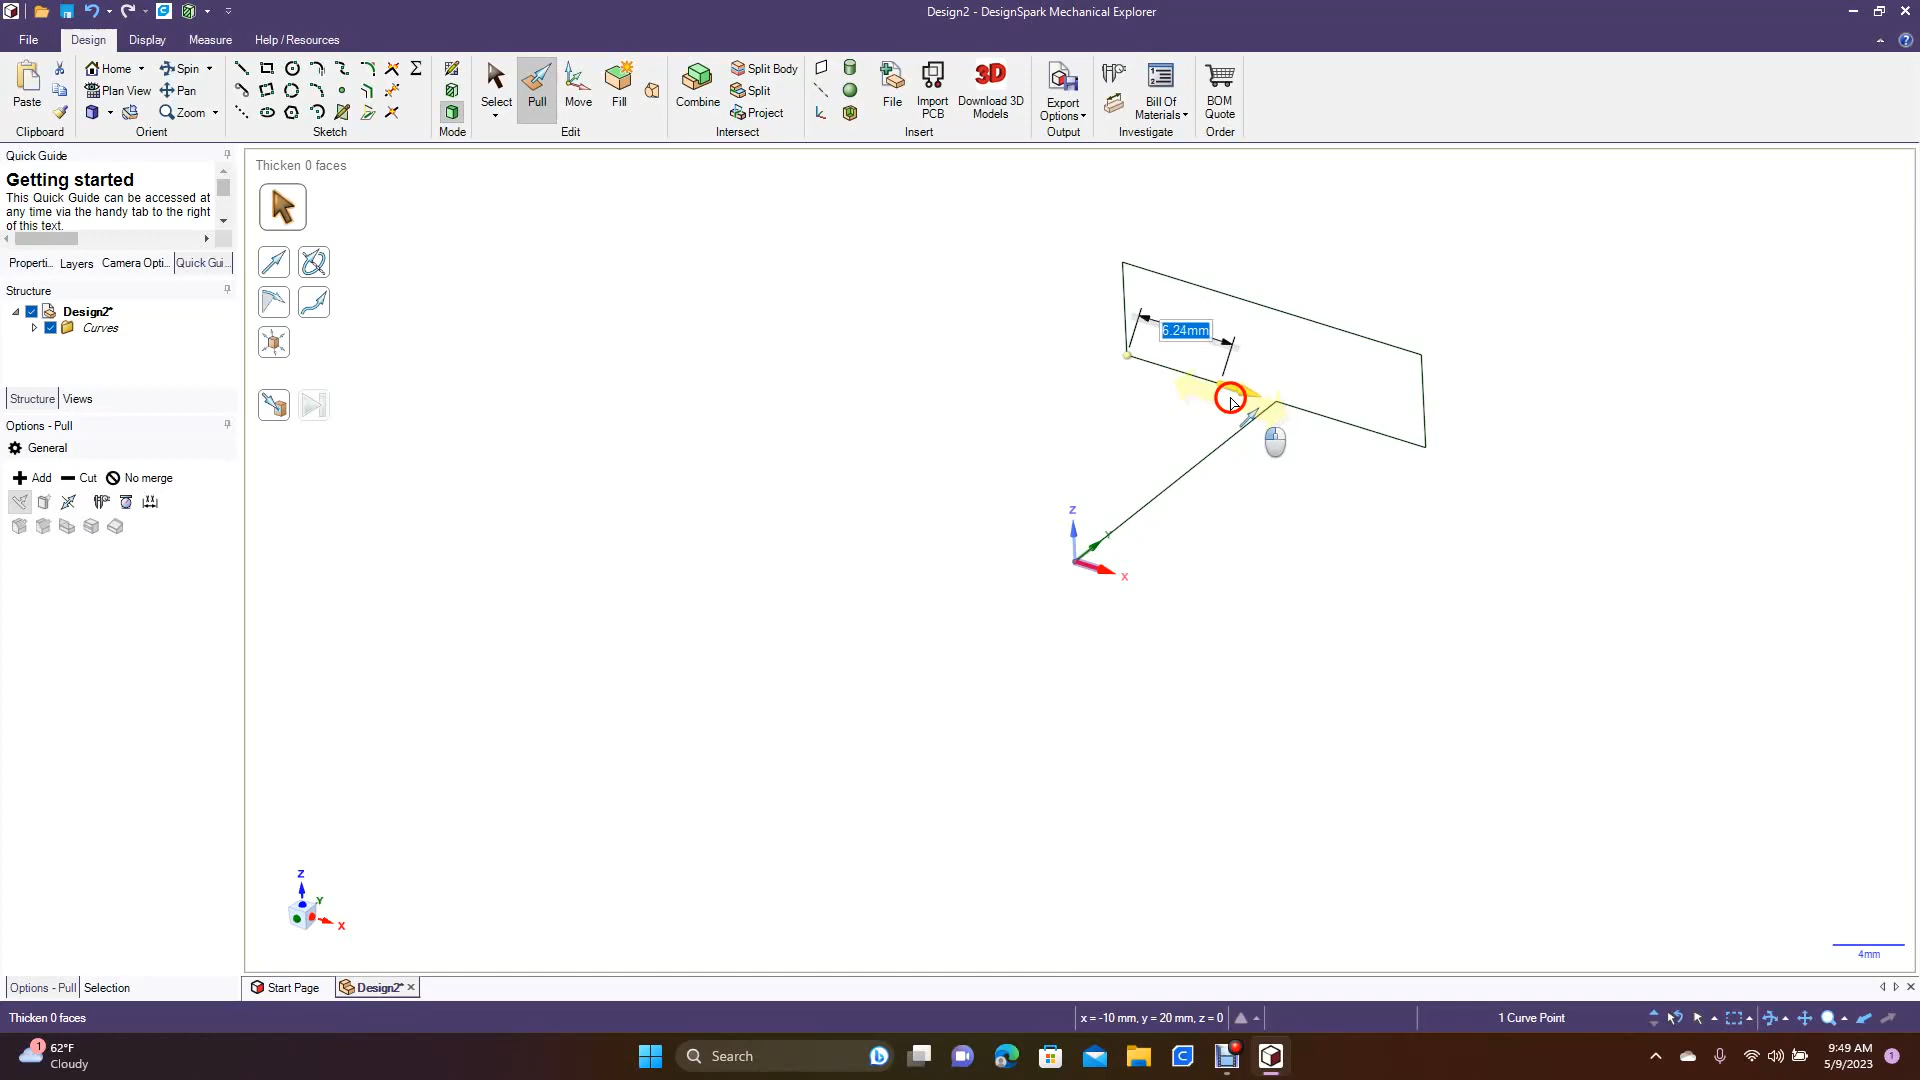 Design2 - DesignSpark Mechanical Explorer
File Design Display Measure Help / Resources
Paste
Clipboard
Home
Plan View
Spin
Pan
Zoom
Orient
Sketch
Mode
Select
Pull
Move
Fill
Edit
Combine
Split Body
Split
Project
Intersect
File
Import PCB
Download 3D Models
Insert
Export Options
Output
Bill Of Materials
Investigate
BOM Quote
Order
Quick Guide
Getting started
This Quick Guide can be accessed at
any time via the handy tab to the right
of this text.
Properti... Layers Camera Opti... Quick Gui...
Structure
Design2*
Curves
Structure Views
Options - Pull
General
Add Cut No merge
Options - Pull Selection
Thicken 0 faces
6.24mm
Z
Y
X
Z
Y
X
4mm
Start Page Design2*
Thicken 0 faces
x = -10 mm, y = 20 mm, z = 0
1 Curve Point
1
62°F
Cloudy
Search
9:49 AM
5/9/2023
1